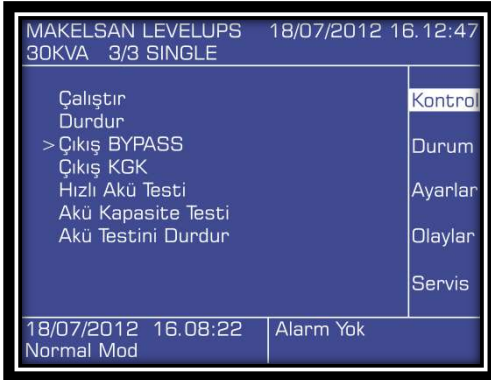 MAKELSAN LEVELUPS 18/07/2012 16.12:47
30KVA 3/3 SINGLE
Çalıştır
Durdur
>Çıkış BYPASS
Çıkış KGK
Hızlı Akü Testi
Akü Kapasite Testi
Akü Testini Durdur
Kontrol
Durum
Ayarlar
Olaylar
Servis
18/07/2012 16.08:22
Normal Mod
Alarm Yok